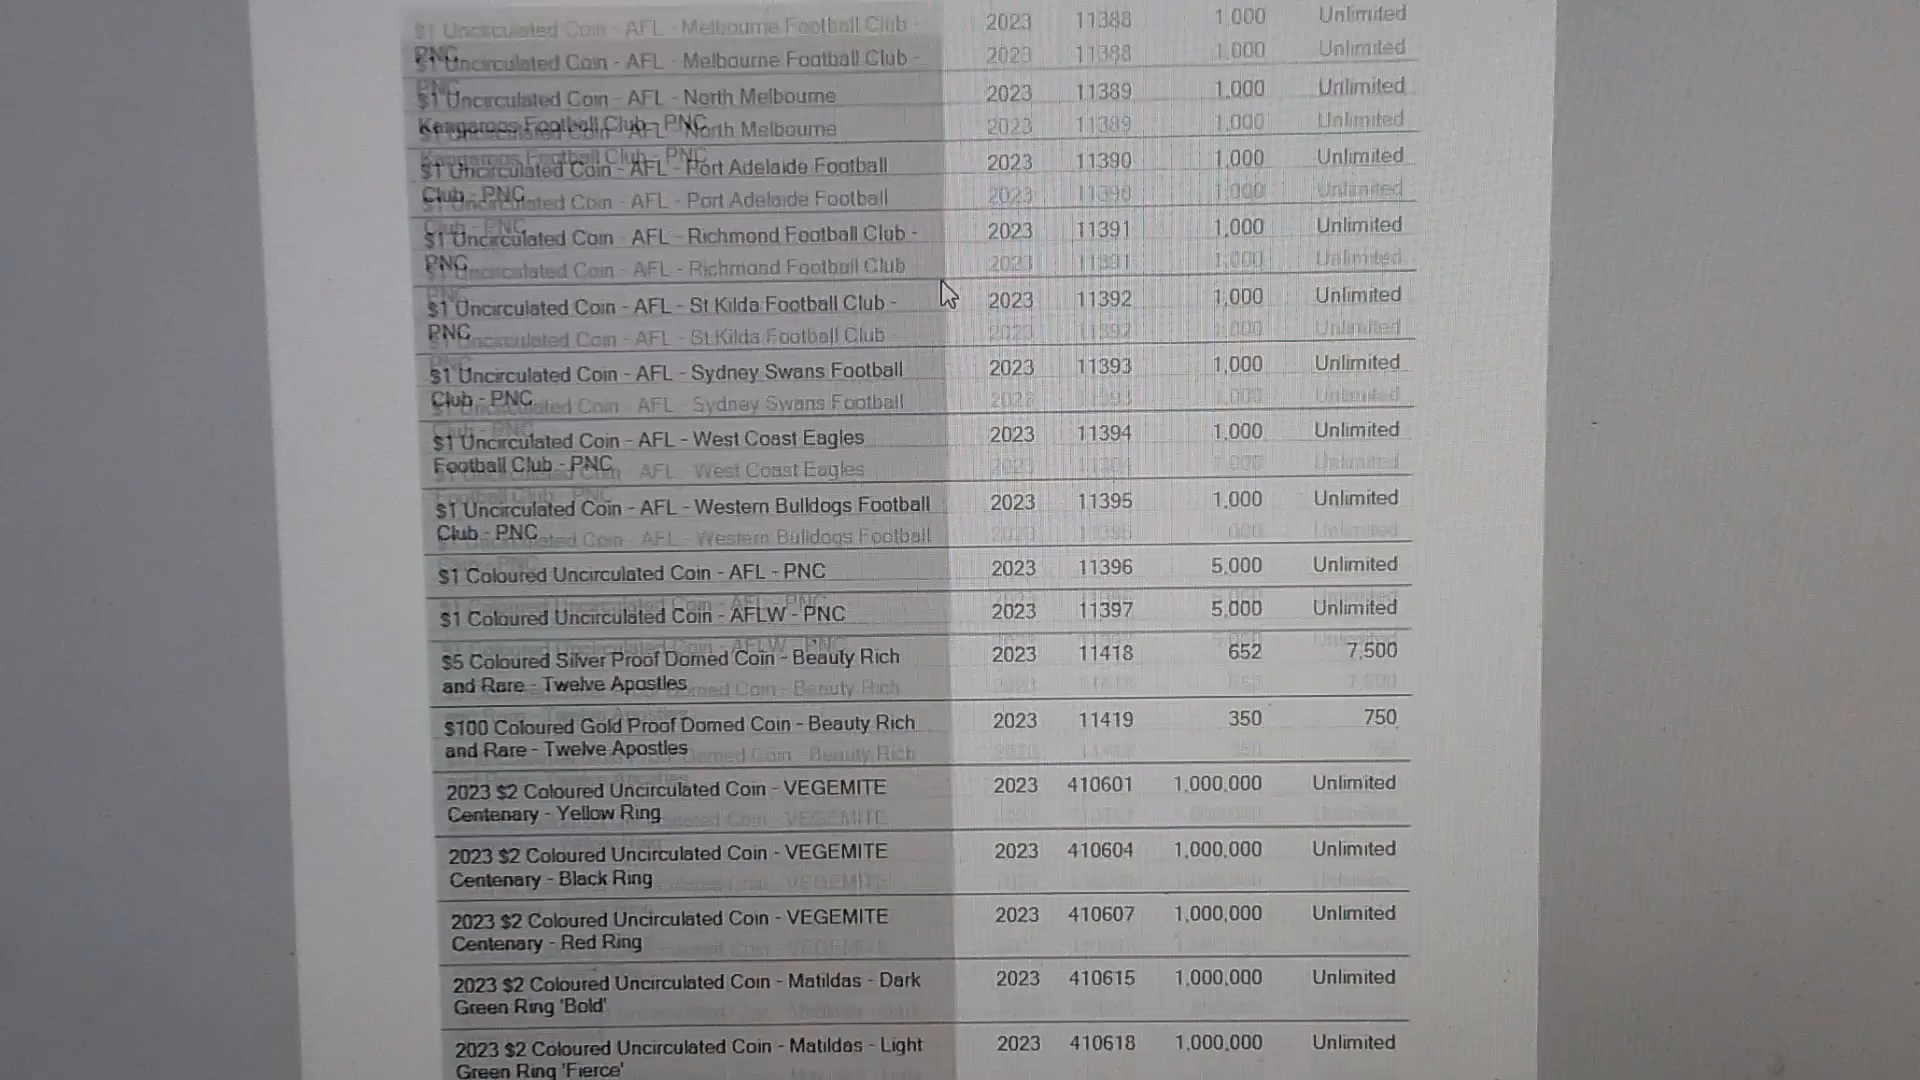 $1 Uncirculated Coin - AFL - Melbourne Football Club - 2023 11388 1,000 Unlimited
PNC
$1 Uncirculated Coin - AFL - North Melbourne 2023 11389 1,000 Unlimited
Kangaroos Football Club - PNC
$1 Uncirculated Coin - AFL - Port Adelaide Football 2023 11390 1,000 Unlimited
Club - PNC
$1 Uncirculated Coin - AFL - Richmond Football Club - 2023 11391 1,000 Unlimited
PNC
$1 Uncirculated Coin - AFL - St Kilda Football Club - 2023 11392 1,000 Unlimited
PNC
$1 Uncirculated Coin - AFL - Sydney Swans Football 2023 11393 1,000 Unlimited
Club - PNC
$1 Uncirculated Coin - AFL - West Coast Eagles 2023 11394 1,000 Unlimited
Football Club - PNC
$1 Uncirculated Coin - AFL - Western Bulldogs Football 2023 11395 1,000 Unlimited
Club - PNC
$1 Coloured Uncirculated Coin - AFL - PNC 2023 11396 5,000 Unlimited
$1 Coloured Uncirculated Coin - AFLW - PNC 2023 11397 5,000 Unlimited
$5 Coloured Silver Proof Domed Coin - Beauty Rich 2023 11418 652 7,500
and Rare - Twelve Apostles
$100 Coloured Gold Proof Domed Coin - Beauty Rich 2023 11419 350 750
and Rare - Twelve Apostles
2023 $2 Coloured Uncirculated Coin - VEGEMITE 2023 410601 1,000,000 Unlimited
Centenary - Yellow Ring
2023 $2 Coloured Uncirculated Coin - VEGEMITE 2023 410604 1,000,000 Unlimited
Centenary - Black Ring
2023 $2 Coloured Uncirculated Coin - VEGEMITE 2023 410607 1,000,000 Unlimited
Centenary - Red Ring
2023 $2 Coloured Uncirculated Coin - Matildas - Dark 2023 410615 1,000,000 Unlimited
Green Ring 'Bold'
2023 $2 Coloured Uncirculated Coin - Matildas - Light 2023 410618 1,000,000 Unlimited
Green Ring 'Fierce'